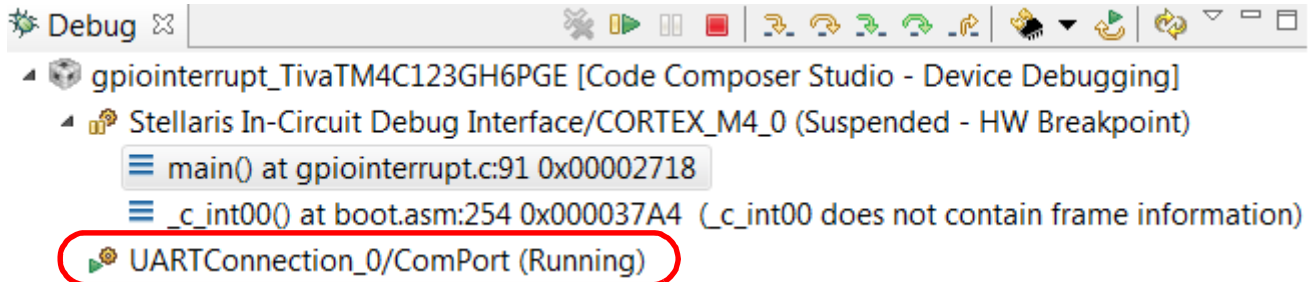 Debug
gpiointerrupt_TivaTM4C123GH6PGE [Code Composer Studio - Device Debugging]
Stellaris In-Circuit Debug Interface/CORTEX_M4_0 (Suspended - HW Breakpoint)
main() at gpiointerrupt.c:91 0x00002718
_c_int00() at boot.asm:254 0x000037A4 (_c_int00 does not contain frame information)
UARTConnection_0/ComPort (Running)